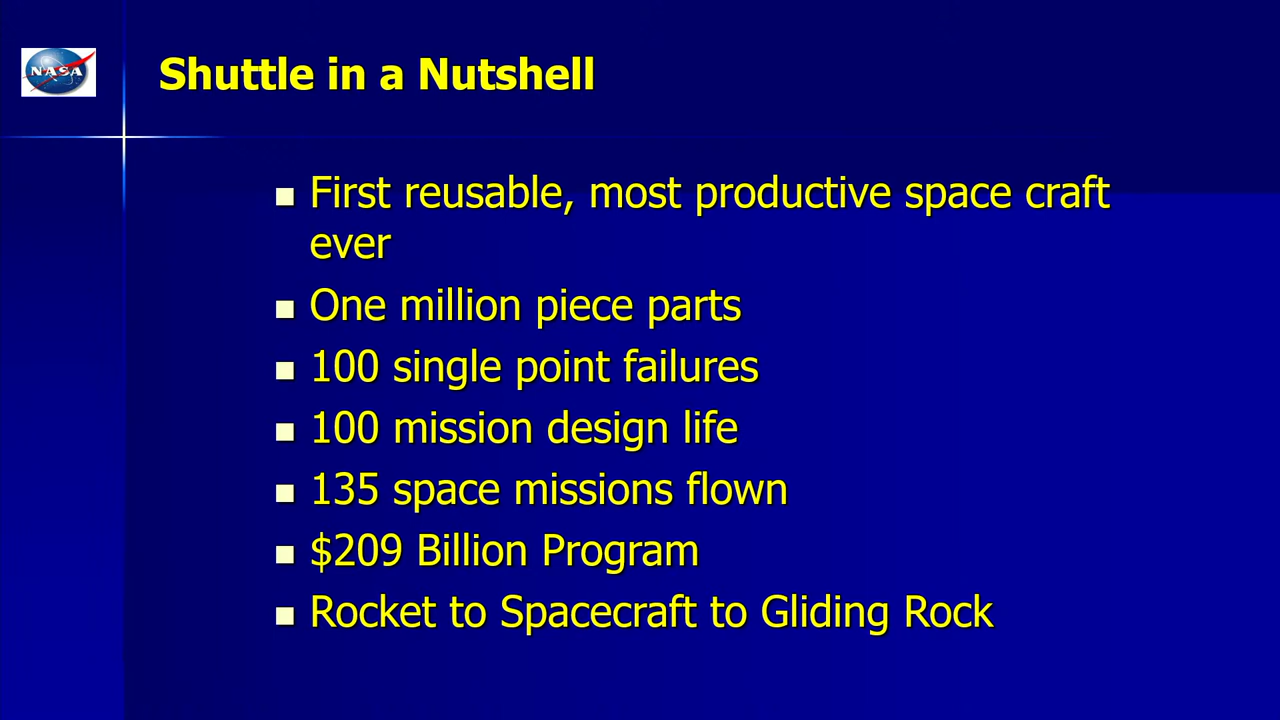 NASA
Shuttle in a Nutshell
First reusable, most productive space craft
ever
One million piece parts
100 single point failures
100 mission design life
135 space missions flown
$209 Billion Program
Rocket to Spacecraft to Gliding Rock